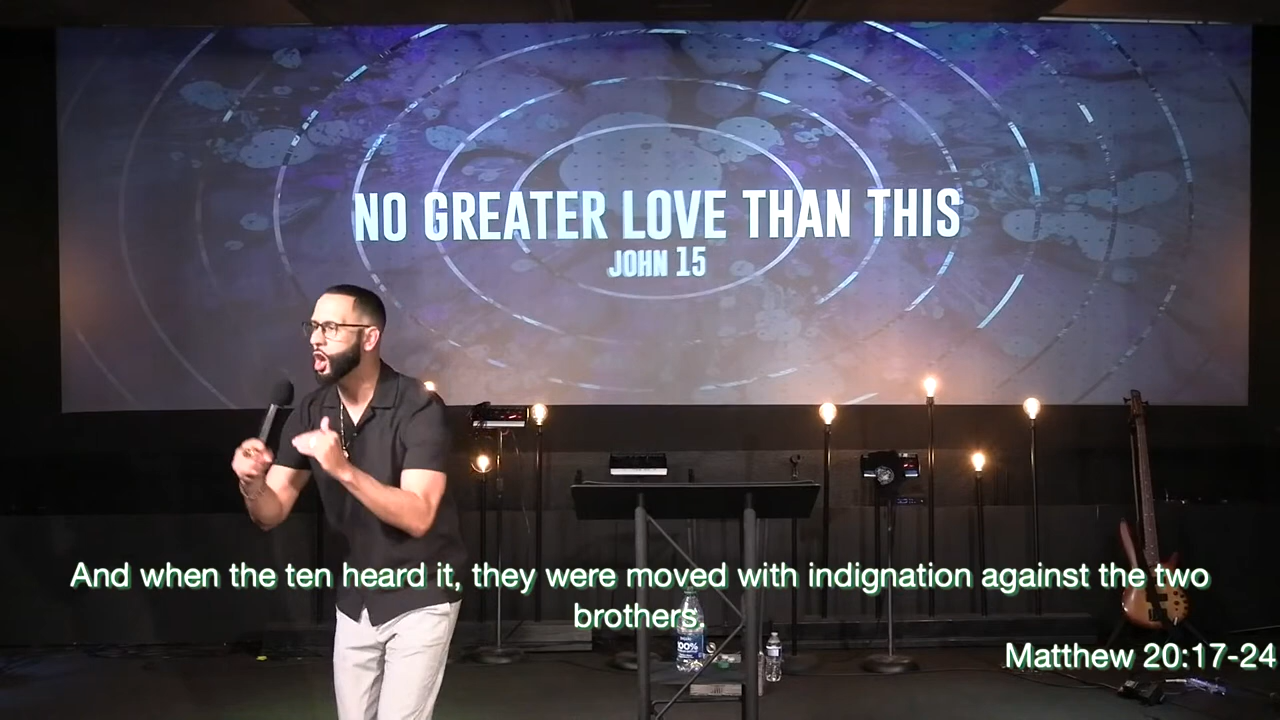 NO GREATER LOVE THAN THIS
JOHN 15
And when the ten heard it, they were moved with indignation against the two
brothers.
100%
Matthew 20:17-24